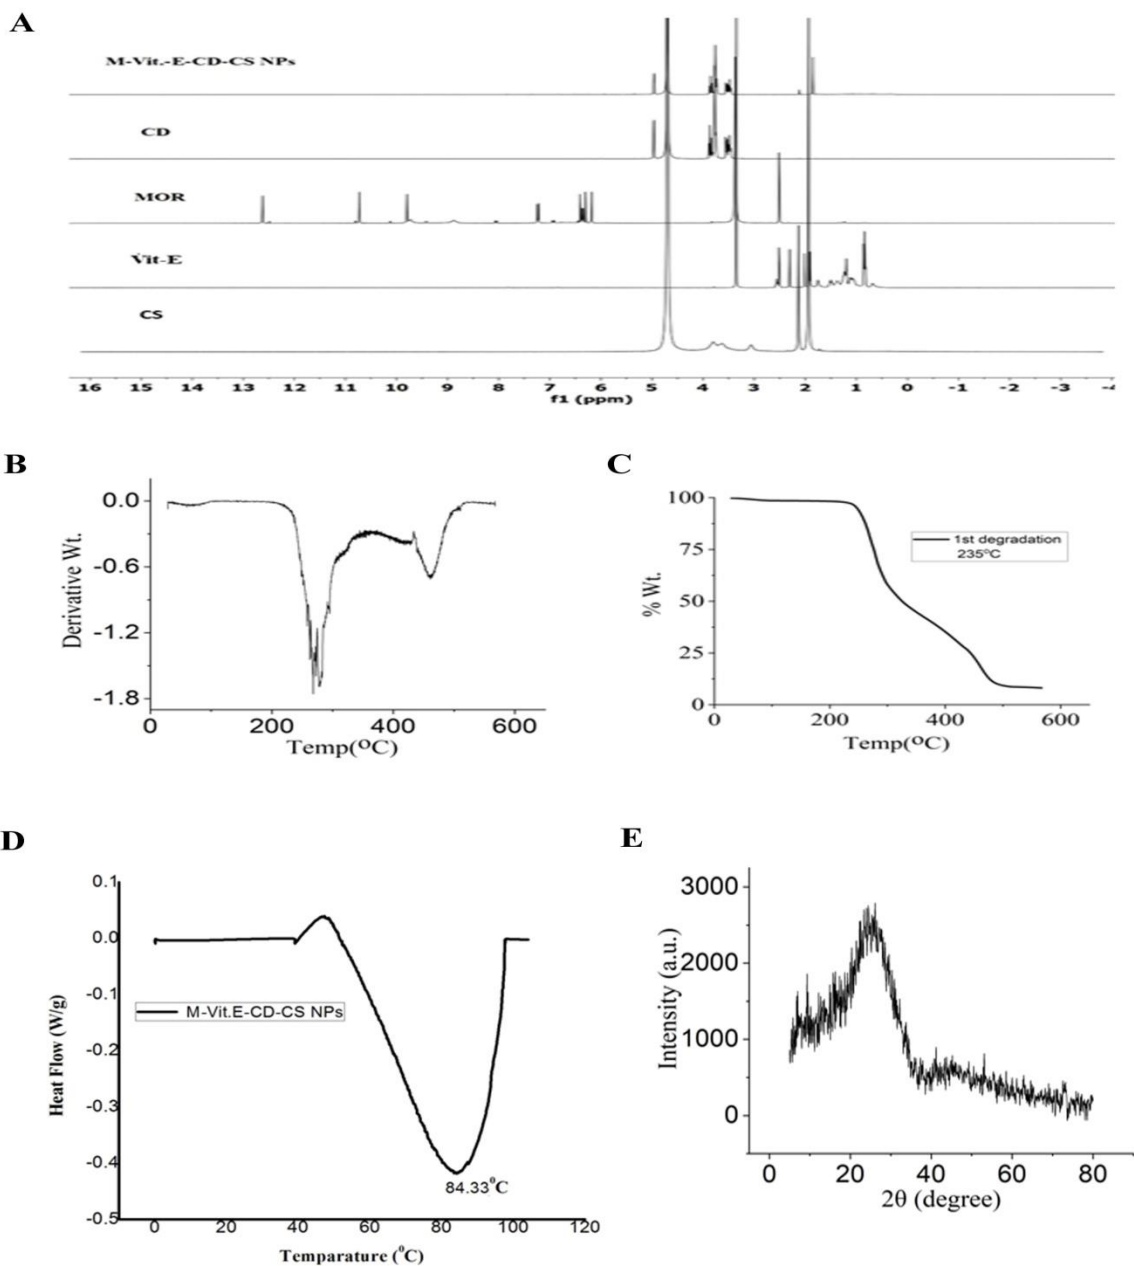 A
M-Vit.-E-CD-CS NPs
CD
MOR
Vit-E
CS
16 15 14 13 12 11 10 9 8 7 6 5 4 3 2 1 0 -1 -2 -3 -4
f1 (ppm)
B
Derivative Wt.
0.0
-0.6
-1.2
-1.8
0 200 400 600
Temp(°C)
C
% Wt.
100
75
50
25
0
1st degradation
235°C
0 200 400 600
Temp(°C)
D
Heat Flow (W/g)
0.1
0.0
-0.1
-0.2
-0.3
-0.4
-0.5
M-Vit.E-CD-CS NPs
84.33°C
0 20 40 60 80 100 120
Temparature (°C)
E
Intensity (a.u.)
3000
2000
1000
0
0 20 40 60 80
2θ (degree)